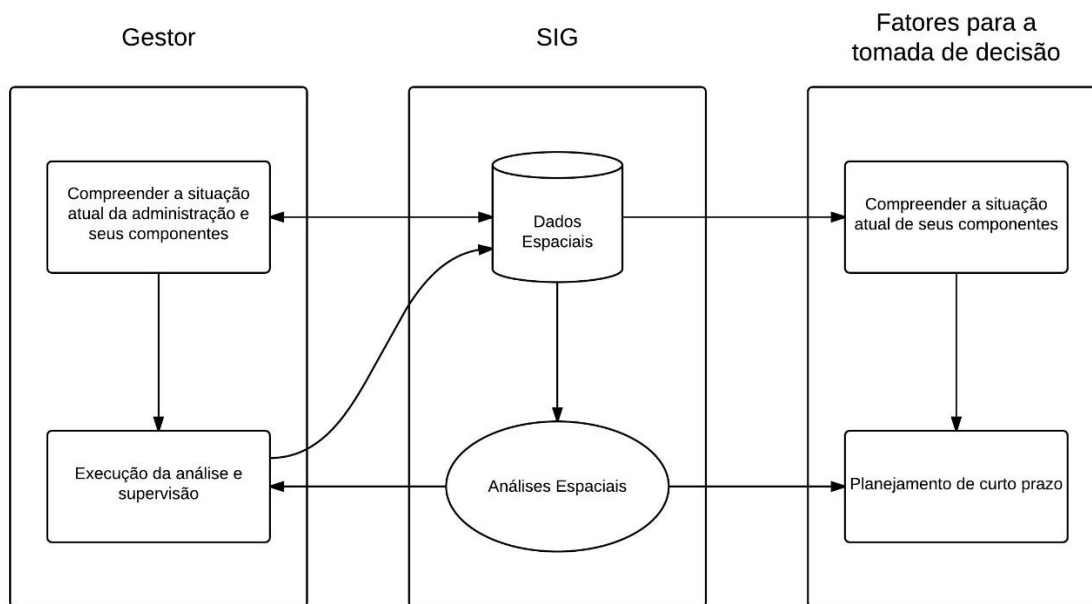 Gestor
SIG
Fatores para a
tomada de decisão
Compreender a situação
atual da administração e
seus componentes
Dados
Espaciais
Compreender a situação
atual de seus componentes
Execução da análise e
supervisão
Análises Espaciais
Planejamento de curto prazo